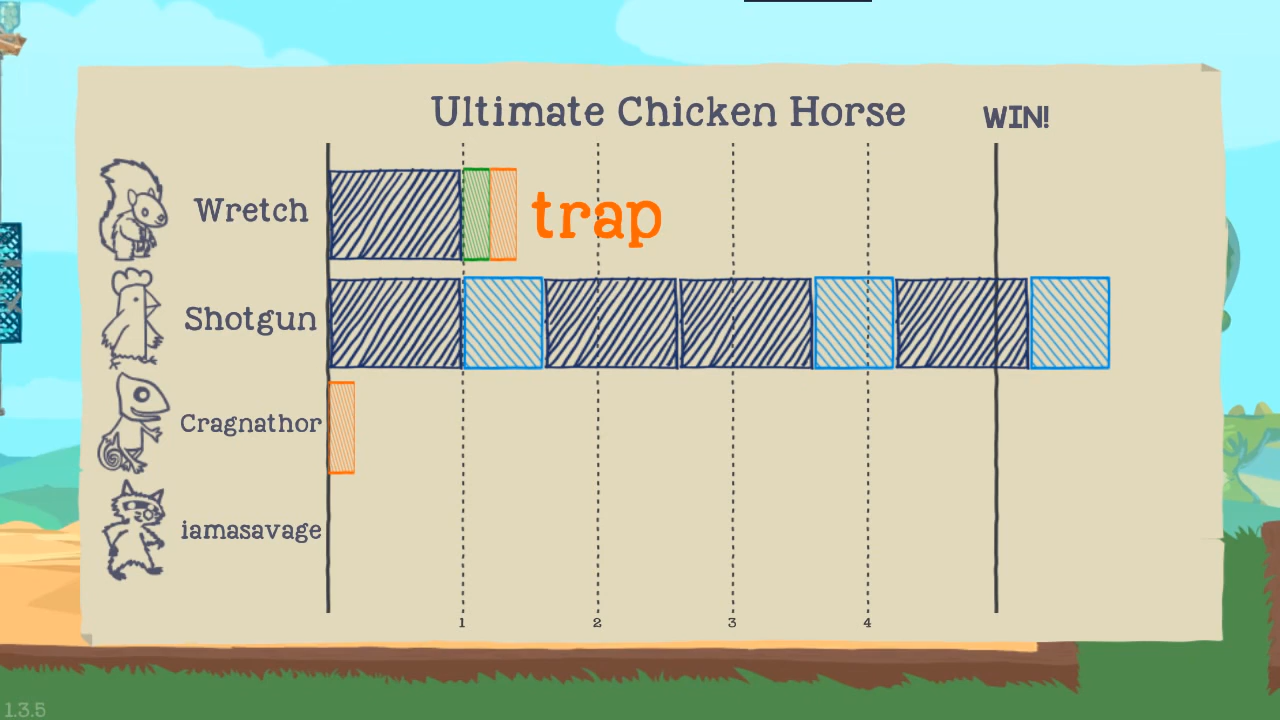 Ultimate Chicken Horse
WIN!
Wretch
trap
Shotgun
Cragnathor
iamasavage
1 2 3 4
1.3.5